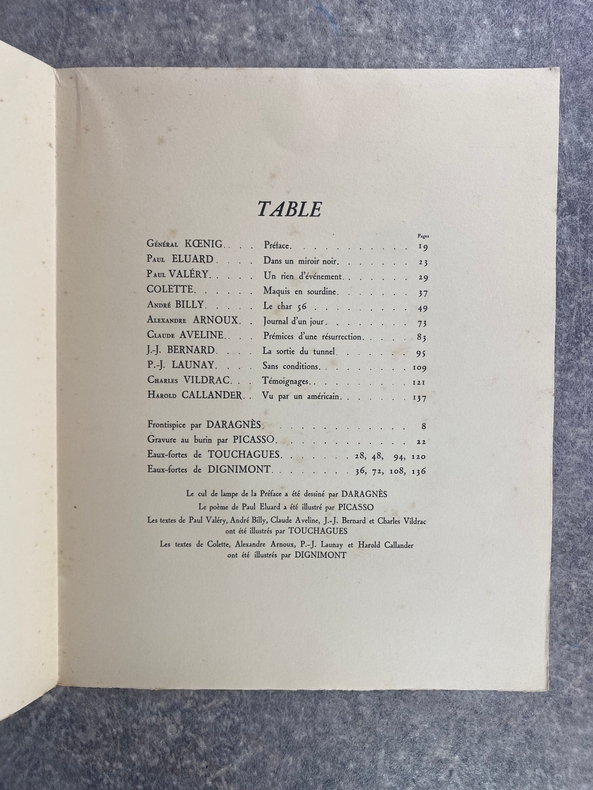 TABLE
Pages
Général KŒNIG. . . . Préface. . . . . . . . . . . . 19
Paul ELUARD. . . . . Dans un miroir noir. . . . . . . . 23
Paul VALÉRY. . . . . Un rien d'événement. . . . . . . . 29
COLETTE. . . . . . . Maquis en sourdine. . . . . . . . 37
André BILLY. . . . . Le char 56 . . . . . . . . . . 49
Alexandre ARNOUX. . . Journal d'un jour. . . . . . . . . 73
Claude AVELINE. . . . Prémices d'une résurrection. . . . . . 83
J.-J. BERNARD. . . . La sortie du tunnel . . . . . . . . 95
P.-J. LAUNAY. . . . . Sans conditions. . . . . . . . . . 109
Charles VILDRAC. . . . Témoignages. . . . . . . . . . . 121
Harold CALLANDER. . . Vu par un américain. . . . . . . . 137
Frontispice par DARAGNÈS. . . . . . . . . . . . . 8
Gravure au burin par PICASSO. . . . . . . . . . . . 22
Eaux-fortes de TOUCHAGUES. . . . . . . 28, 48, 94, 120
Eaux-fortes de DIGNIMONT. . . . . . . 36, 72, 108, 136
Le cul de lampe de la Préface a été dessiné par DARAGNÈS
Le poème de Paul Eluard a été illustré par PICASSO
Les textes de Paul Valéry, André Billy, Claude Aveline, J.-J. Bernard et Charles Vildrac
ont été illustrés par TOUCHAGUES
Les textes de Colette, Alexandre Arnoux, P.-J. Launay et Harold Callander
ont été illustrés par DIGNIMONT